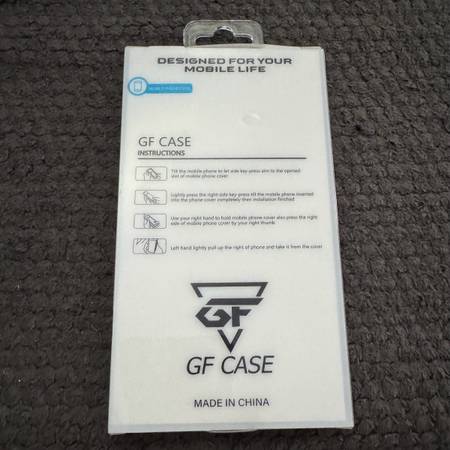 DESIGNED FOR YOUR
MOBILE LIFE
GF CASE
INSTRUCTIONS
Tilt the mobile phone to let side key-press aim to the opened
slot of mobile phone cover
Lightly press the right-side key-press till the mobile phone inserted
into the phone cover completely then installation finished
Use your right hand to hold mobile phone cover also press the right
side of mobile phone cover by your right thumb
Left hand lightly pull up the right of phone and take it from the cover
GF
GF CASE
MADE IN CHINA